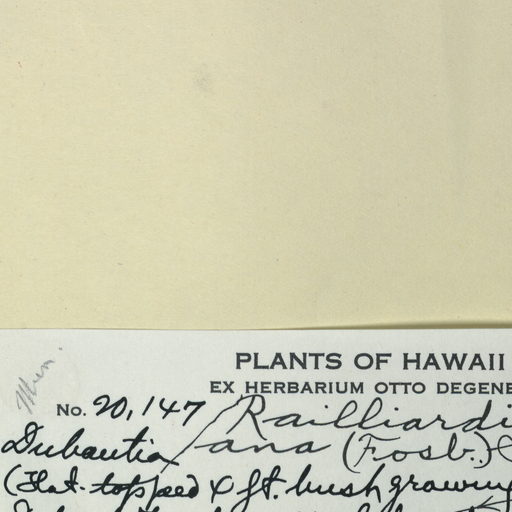 PLANTS OF HAWAII
EX HERBARIUM OTTO DEGENE
Mun.
No. 20,147 / Railliardi
Dubautia / ana (Fosb.)
(Flat-topped 4 ft. bush growing